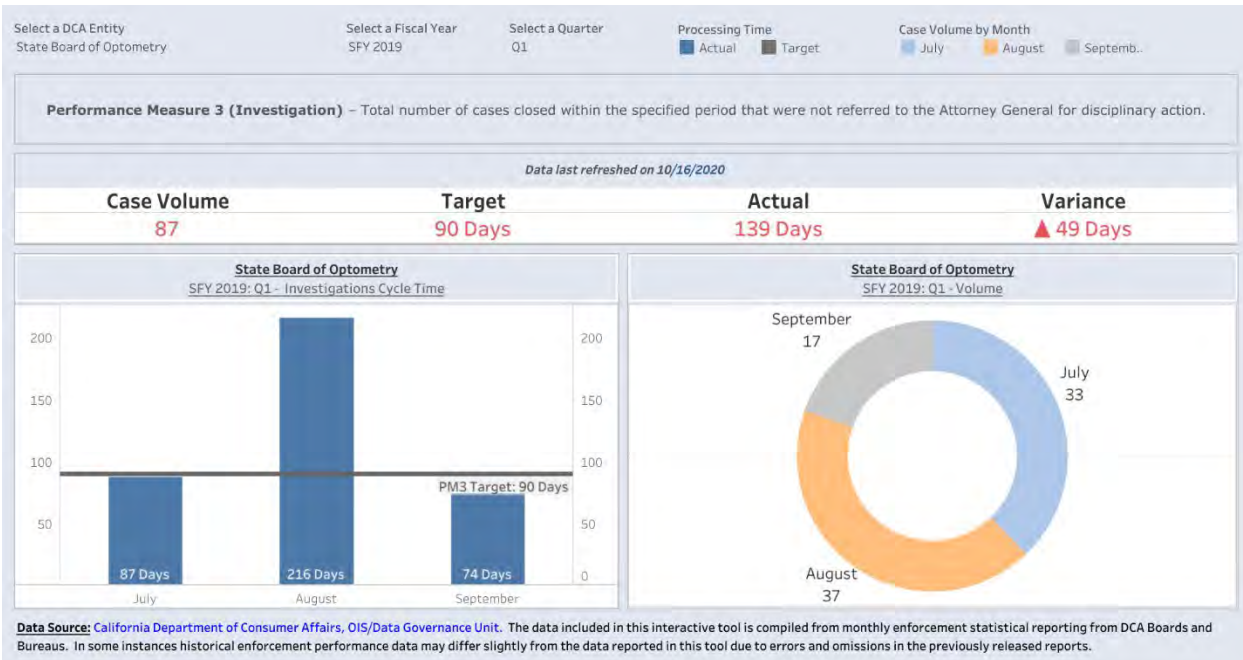 Select a DCA Entity
State Board of Optometry
Select a Fiscal Year
SFY 2019
Select a Quarter
Q1
Processing Time
Actual Target
Case Volume by Month
July August Septemb..
Performance Measure 3 (Investigation) – Total number of cases closed within the specified period that were not referred to the Attorney General for disciplinary action.
Data last refreshed on 10/16/2020
Case Volume Target Actual Variance
87 90 Days 139 Days ▲ 49 Days
State Board of Optometry
SFY 2019: Q1 - Investigations Cycle Time
200 200
150 150
100 100
PM3 Target: 90 Days
50 50
87 Days 216 Days 74 Days 0
July August September
State Board of Optometry
SFY 2019: Q1 - Volume
September
17
July
33
August
37
Data Source: California Department of Consumer Affairs, OIS/Data Governance Unit. The data included in this interactive tool is compiled from monthly enforcement statistical reporting from DCA Boards and
Bureaus. In some instances historical enforcement performance data may differ slightly from the data reported in this tool due to errors and omissions in the previously released reports.